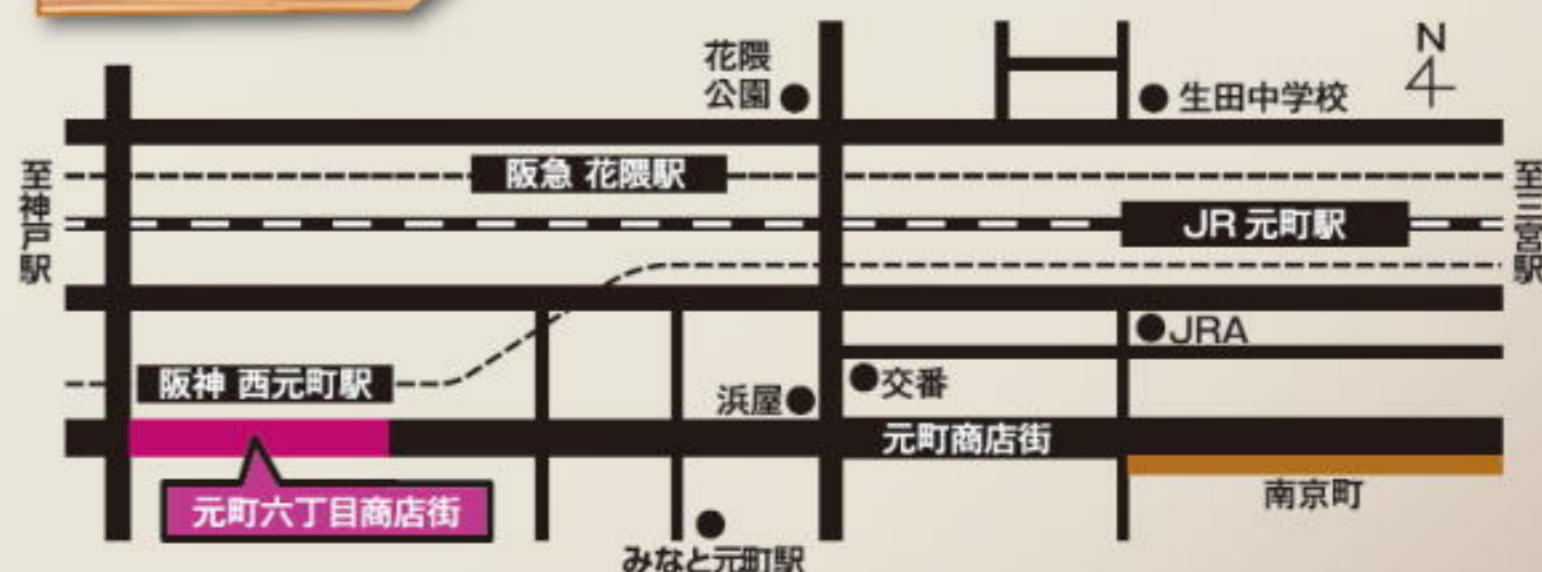 花隈
公園
N
生田中学校
至神戸駅
阪急 花隈駅
至三宮駅
JR 元町駅
JRA
阪神 西元町駅
浜屋
交番
元町商店街
元町六丁目商店街
南京町
みなと元町駅